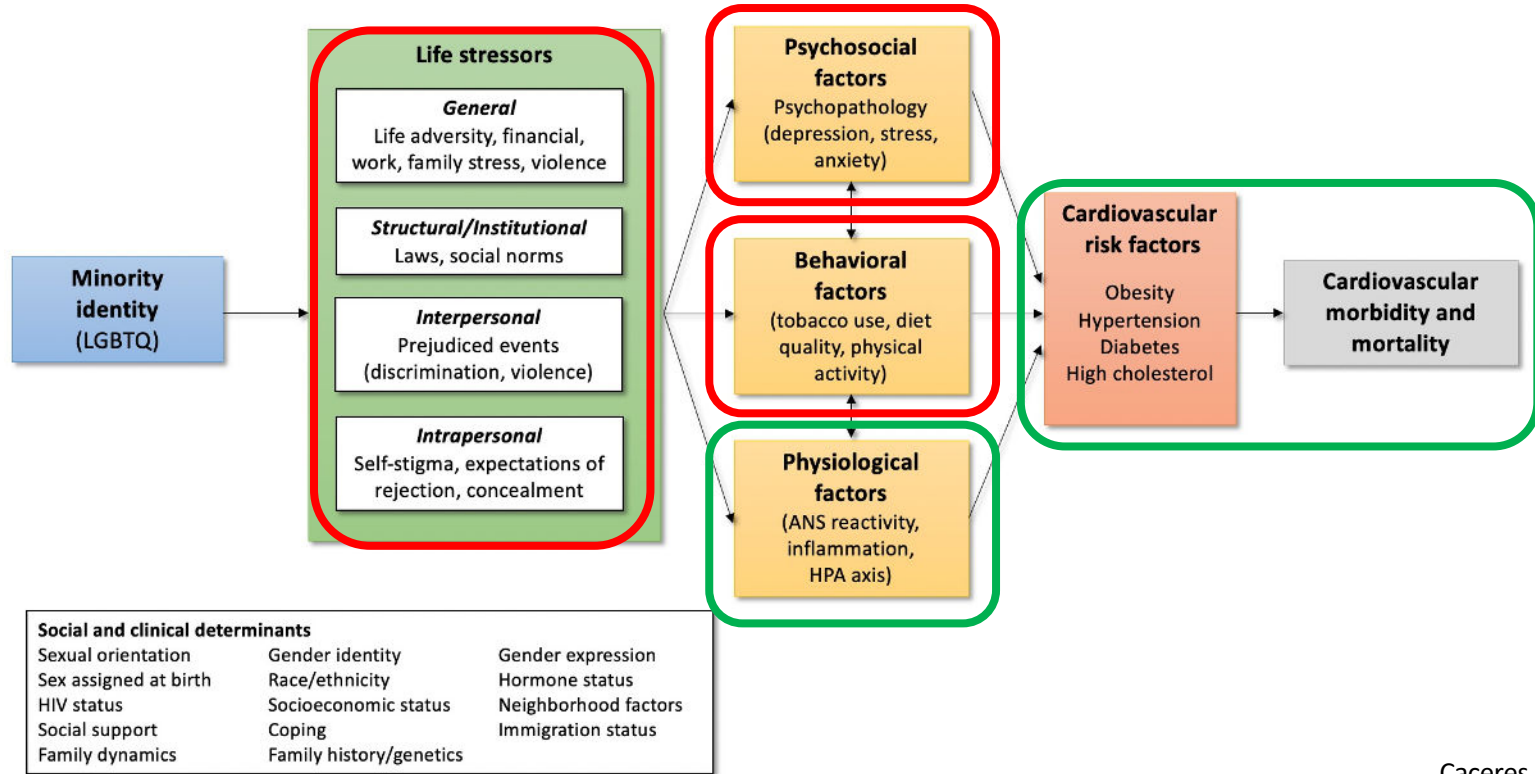 Minority
identity
(LGBTQ)
Life stressors
General
Life adversity, financial,
work, family stress, violence
Structural/Institutional
Laws, social norms
Interpersonal
Prejudiced events
(discrimination, violence)
Intrapersonal
Self-stigma, expectations of
rejection, concealment
Psychosocial
factors
Psychopathology
(depression, stress,
anxiety)
Behavioral
factors
(tobacco use, diet
quality, physical
activity)
Physiological
factors
(ANS reactivity,
inflammation,
HPA axis)
Cardiovascular
risk factors
Obesity
Hypertension
Diabetes
High cholesterol
Cardiovascular
morbidity and
mortality
Social and clinical determinants
Sexual orientation Gender identity Gender expression
Sex assigned at birth Race/ethnicity Hormone status
HIV status Socioeconomic status Neighborhood factors
Social support Coping Immigration status
Family dynamics Family history/genetics
Caceres